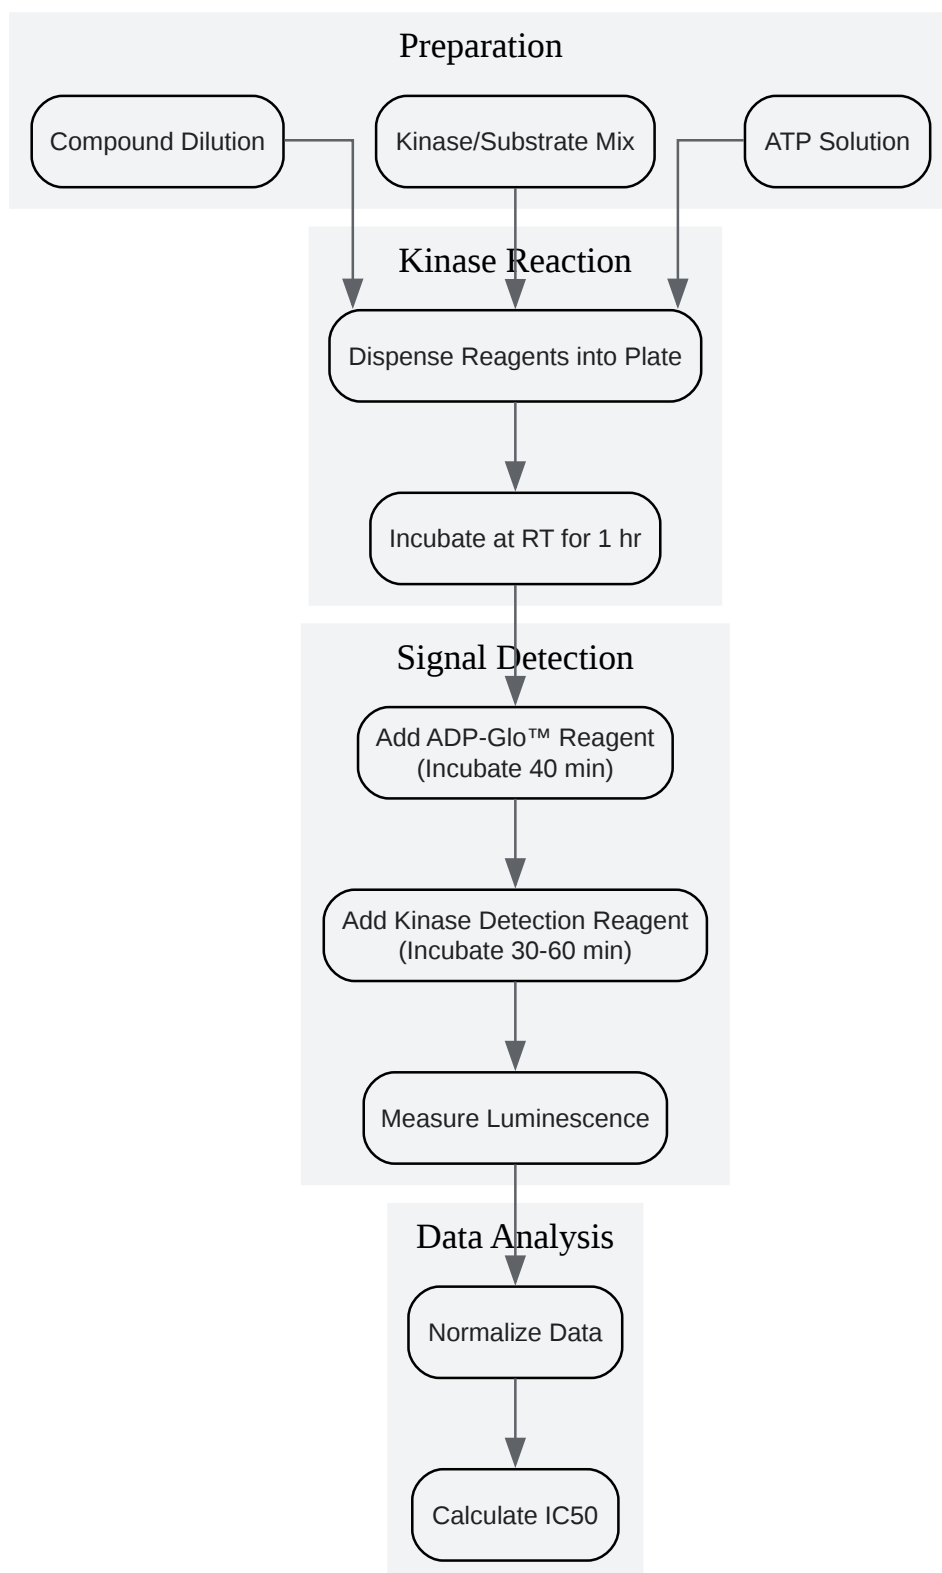 Preparation
Compound Dilution
Kinase/Substrate Mix
ATP Solution
Kinase Reaction
Dispense Reagents into Plate
Incubate at RT for 1 hr
Signal Detection
Add ADP-Glo™ Reagent
(Incubate 40 min)
Add Kinase Detection Reagent
(Incubate 30-60 min)
Measure Luminescence
Data Analysis
Normalize Data
Calculate IC50